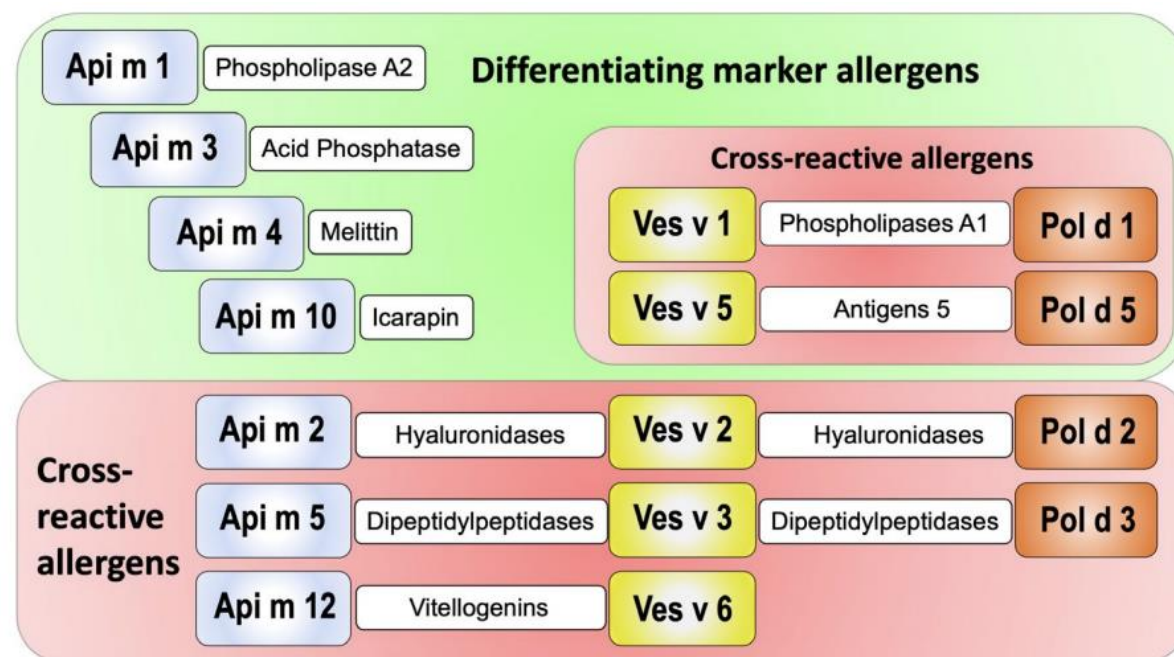 Api m 1 Phospholipase A2 Differentiating marker allergens
Api m 3 Acid Phosphatase
Cross-reactive allergens
Api m 4 Melittin
Ves v 1 Phospholipases A1 Pol d 1
Api m 10 Icarapin
Ves v 5 Antigens 5 Pol d 5
Cross-
reactive
allergens
Api m 2 Hyaluronidases Ves v 2 Hyaluronidases Pol d 2
Api m 5 Dipeptidylpeptidases Ves v 3 Dipeptidylpeptidases Pol d 3
Api m 12 Vitellogenins Ves v 6